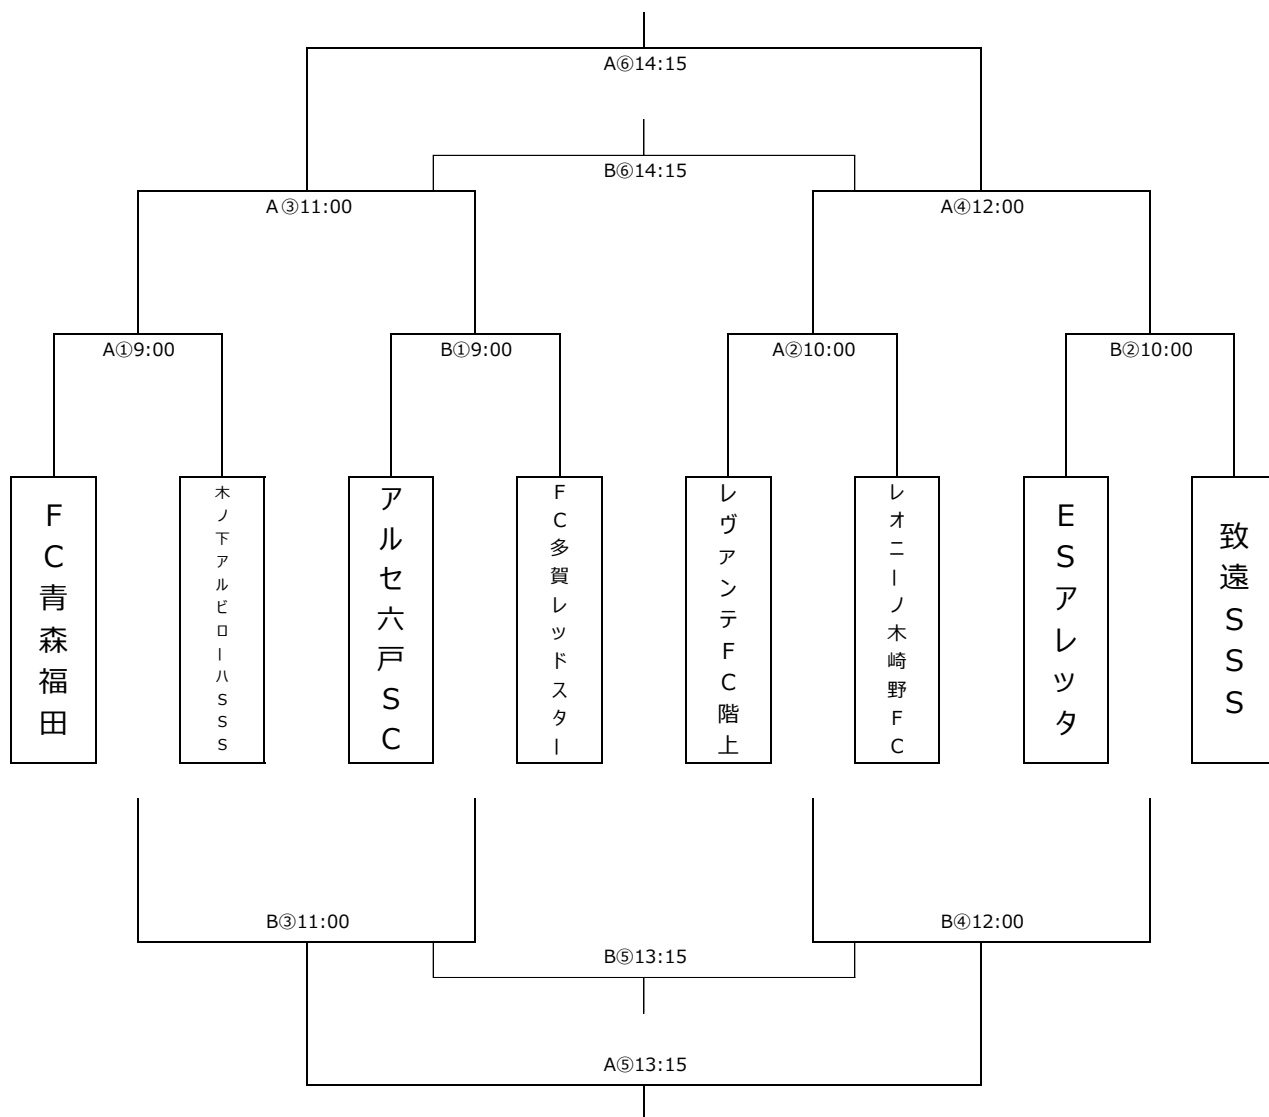 A⑥14:15
B⑥14:15
A③11:00
A④12:00
A①9:00
B①9:00
A②10:00
B②10:00
FC青森福田
木ノ下アルビローハSSS
アルセ六戸SC
FC多賀レッドスター
レヴァンテFC階上
レオニーノ木崎野FC
ESアレッタ
致遠SSS
B③11:00
B④12:00
B⑤13:15
A⑤13:15